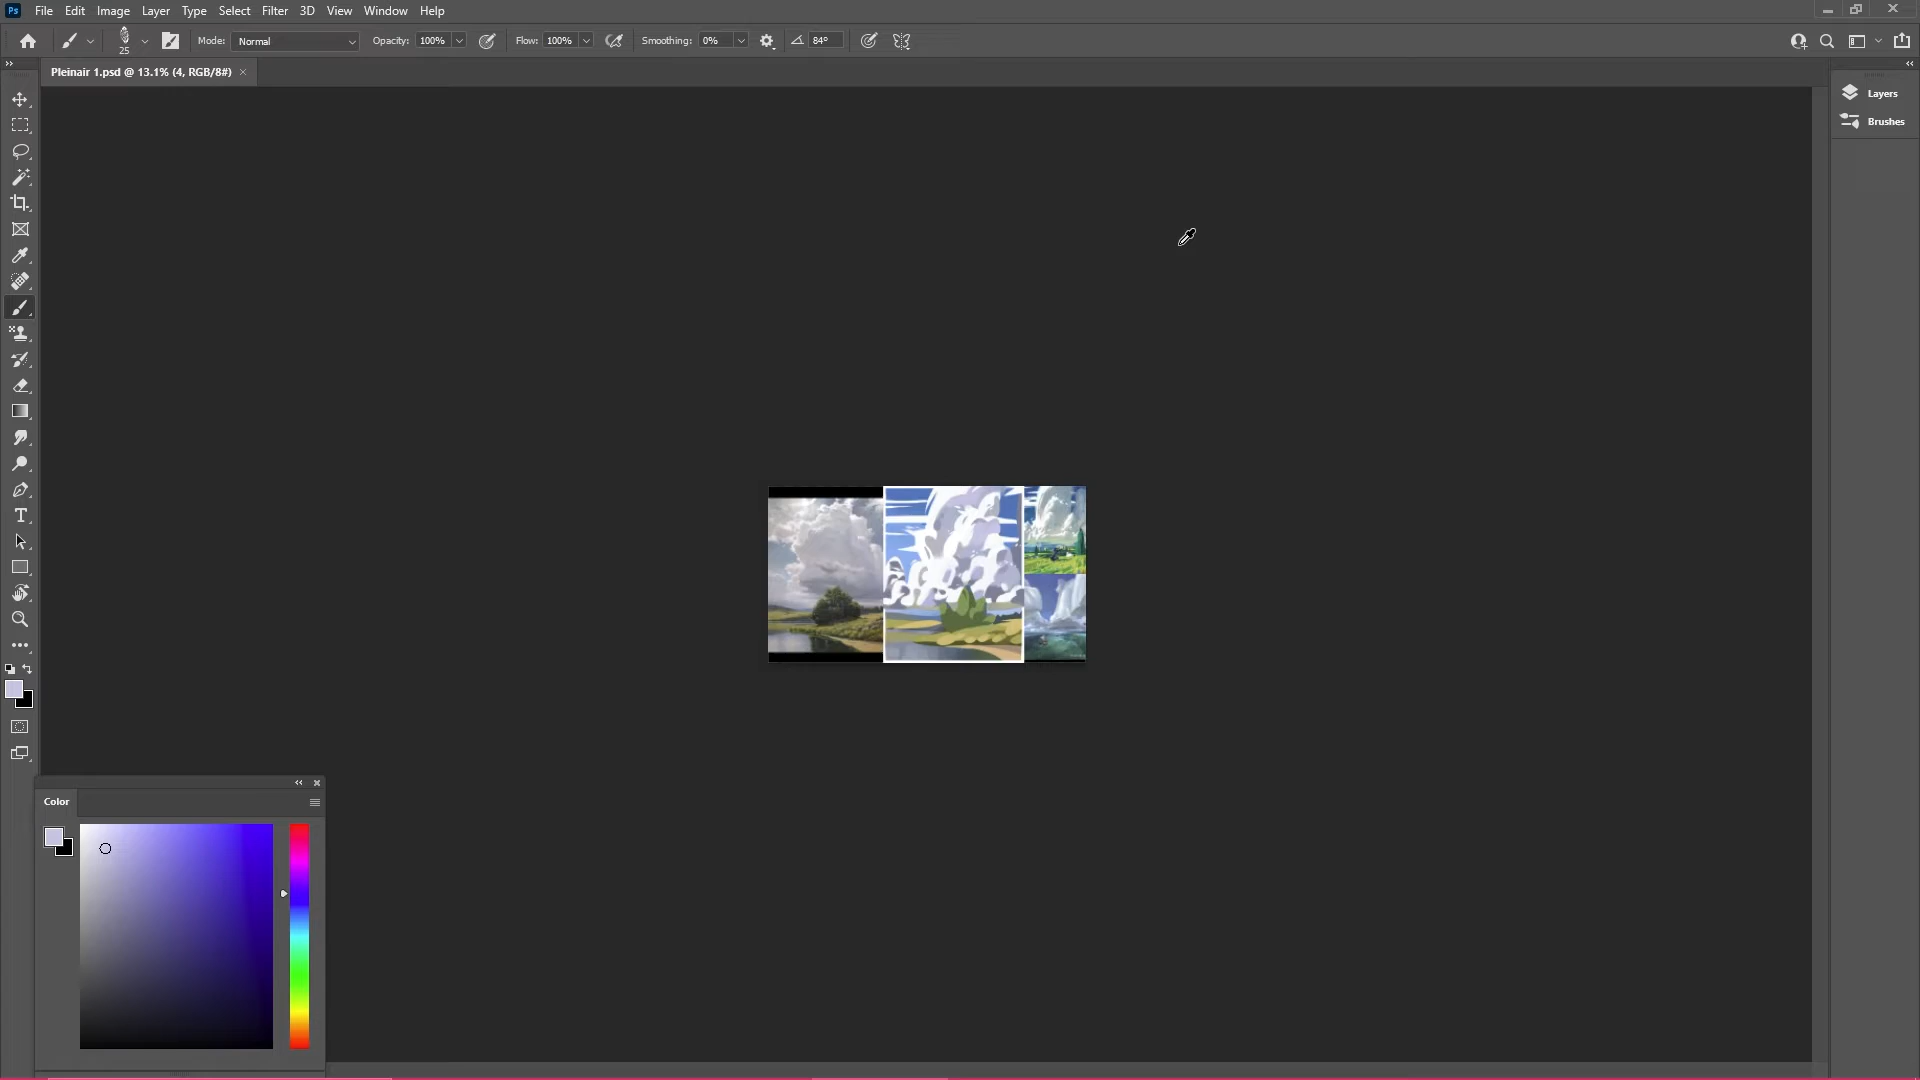 Ps File Edit Image Layer Type Select Filter 3D View Window Help
25 Mode: Normal Opacity: 100% Flow: 100% Smoothing: 0% 84°
Pleinair 1.psd @ 13.1% (4, RGB/8#) ×
Layers
Brushes
Color